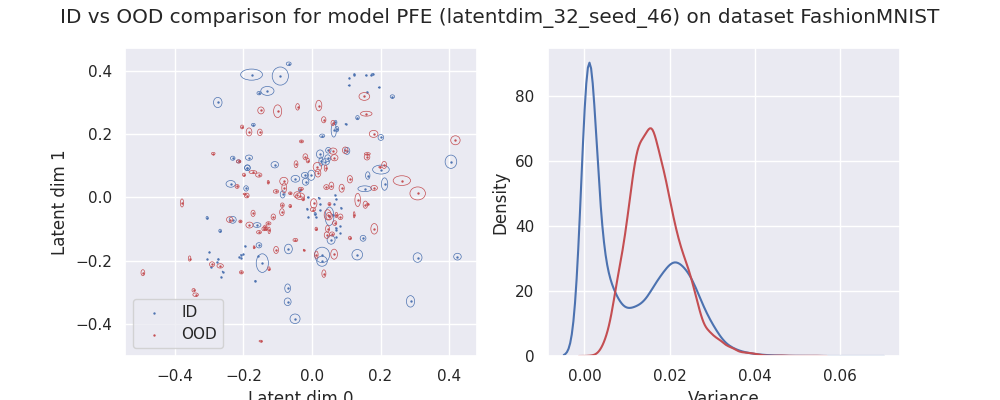 ID vs OOD comparison for model PFE (latentdim_32_seed_46) on dataset FashionMNIST
Latent dim 1
0.4
0.2
0.0
−0.2
−0.4
ID
OOD
−0.4
−0.2
0.0
0.2
0.4
Latent dim 0
Density
80
60
40
20
0
0.00
0.02
0.04
0.06
Variance